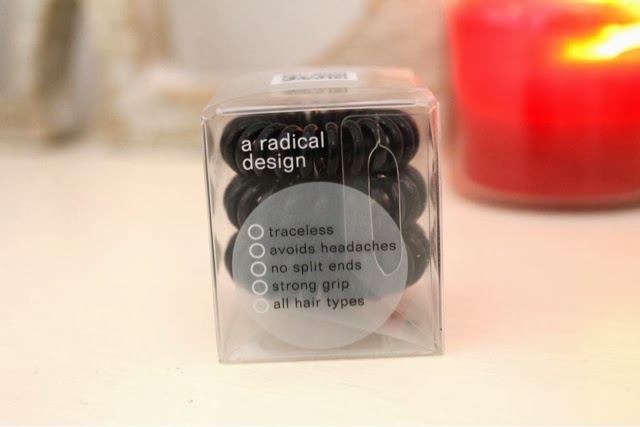 a radical
design
traceless
avoids headaches
no split ends
strong grip
all hair types